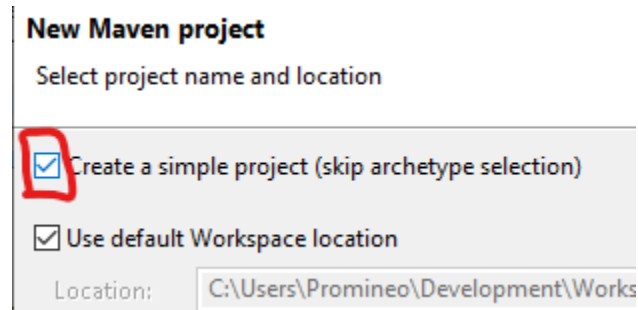 New Maven project
Select project name and location
Create a simple project (skip archetype selection)
Use default Workspace location
Location: C:\Users\Promineo\Development\Works